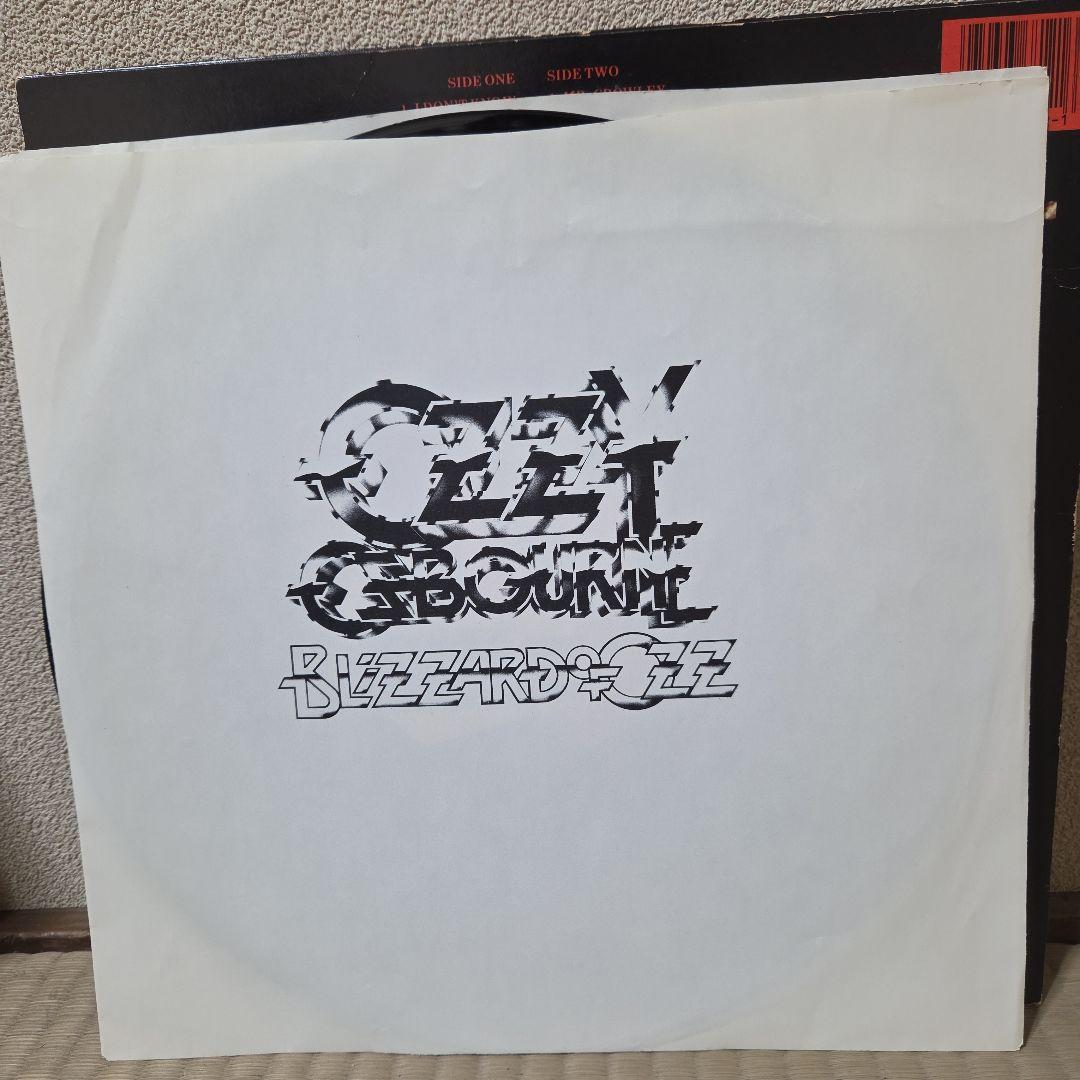 SIDE ONE SIDE TWO
OZZY
OSBOURNE
BLIZZARD OF OZZ